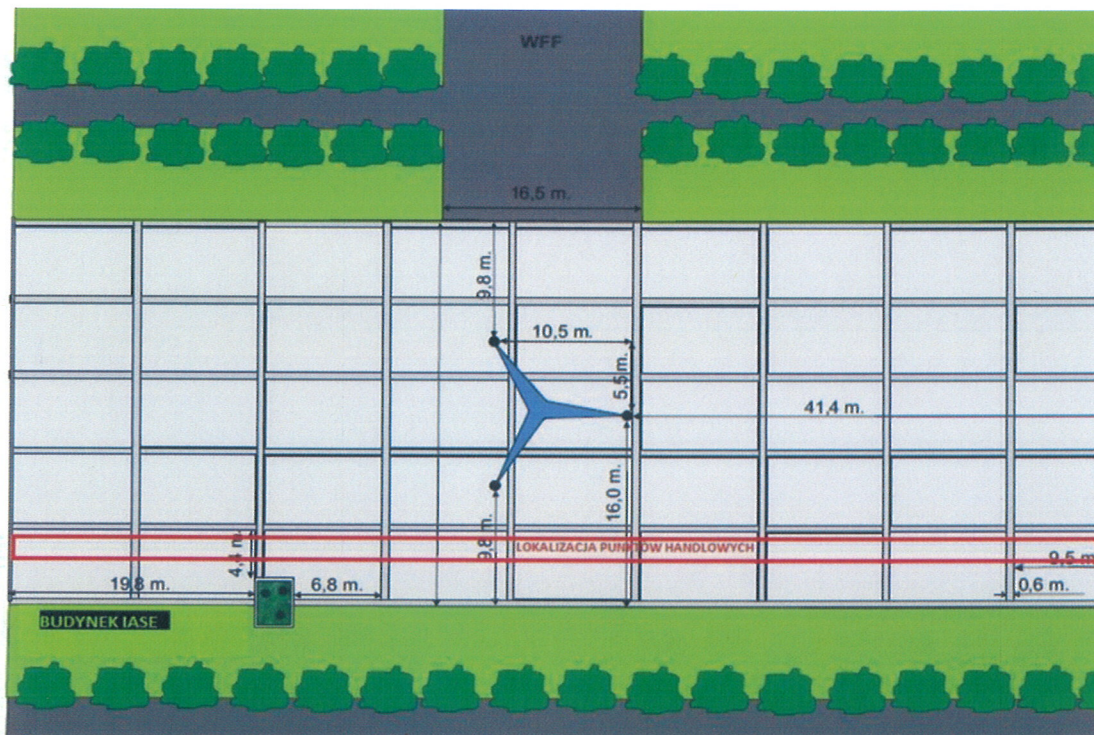 WFF
16,5 m.
9,8 m.
10,5 m.
5,5m.
41,4 m.
16,0 m.
9,8 m.
4,4 m.
LOKALIZACJA PUNKTÓW HANDLOWYCH
9,5 m
19,8 m.
6,8 m.
0,6 m.
BUDYNEK IASE